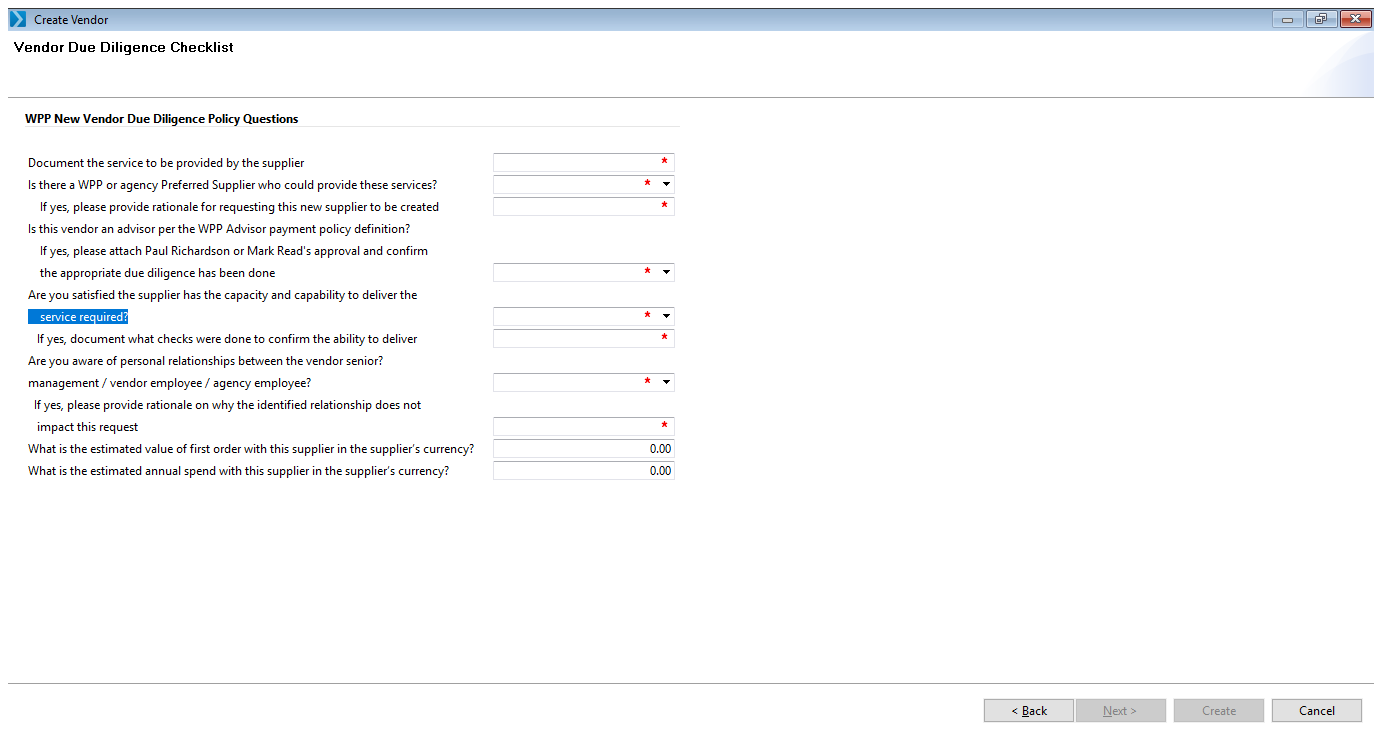 Create Vendor
Vendor Due Diligence Checklist
WPP New Vendor Due Diligence Policy Questions
Document the service to be provided by the supplier *
Is there a WPP or agency Preferred Supplier who could provide these services? *
If yes, please provide rationale for requesting this new supplier to be created *
Is this vendor an advisor per the WPP Advisor payment policy definition?
If yes, please attach Paul Richardson or Mark Read's approval and confirm
the appropriate due diligence has been done *
Are you satisfied the supplier has the capacity and capability to deliver the
service required? *
If yes, document what checks were done to confirm the ability to deliver *
Are you aware of personal relationships between the vendor senior?
management / vendor employee / agency employee? *
If yes, please provide rationale on why the identified relationship does not
impact this request *
What is the estimated value of first order with this supplier in the supplier's currency? 0.00
What is the estimated annual spend with this supplier in the supplier's currency? 0.00
< Back Next > Create Cancel